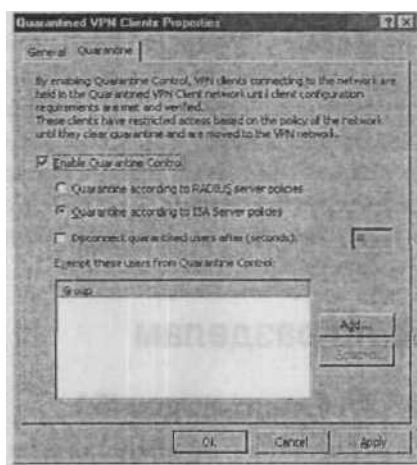 Quarantined VPN Clients Properties
General Quarantine
By enabling Quarantine Control, VPN clients connecting to the network are
held in the Quarantined VPN Client network until client configuration
requirements are met and verified.
These clients have restricted access based on the policy of the network
until they clear quarantine and are moved to the VPN network.
Enable Quarantine Control
Quarantine according to RADIUS server policies
Quarantine according to ISA Server policies
Disconnect quarantined users after (seconds):
Exempt these users from Quarantine Control:
Group
Add...
OK Cancel Apply